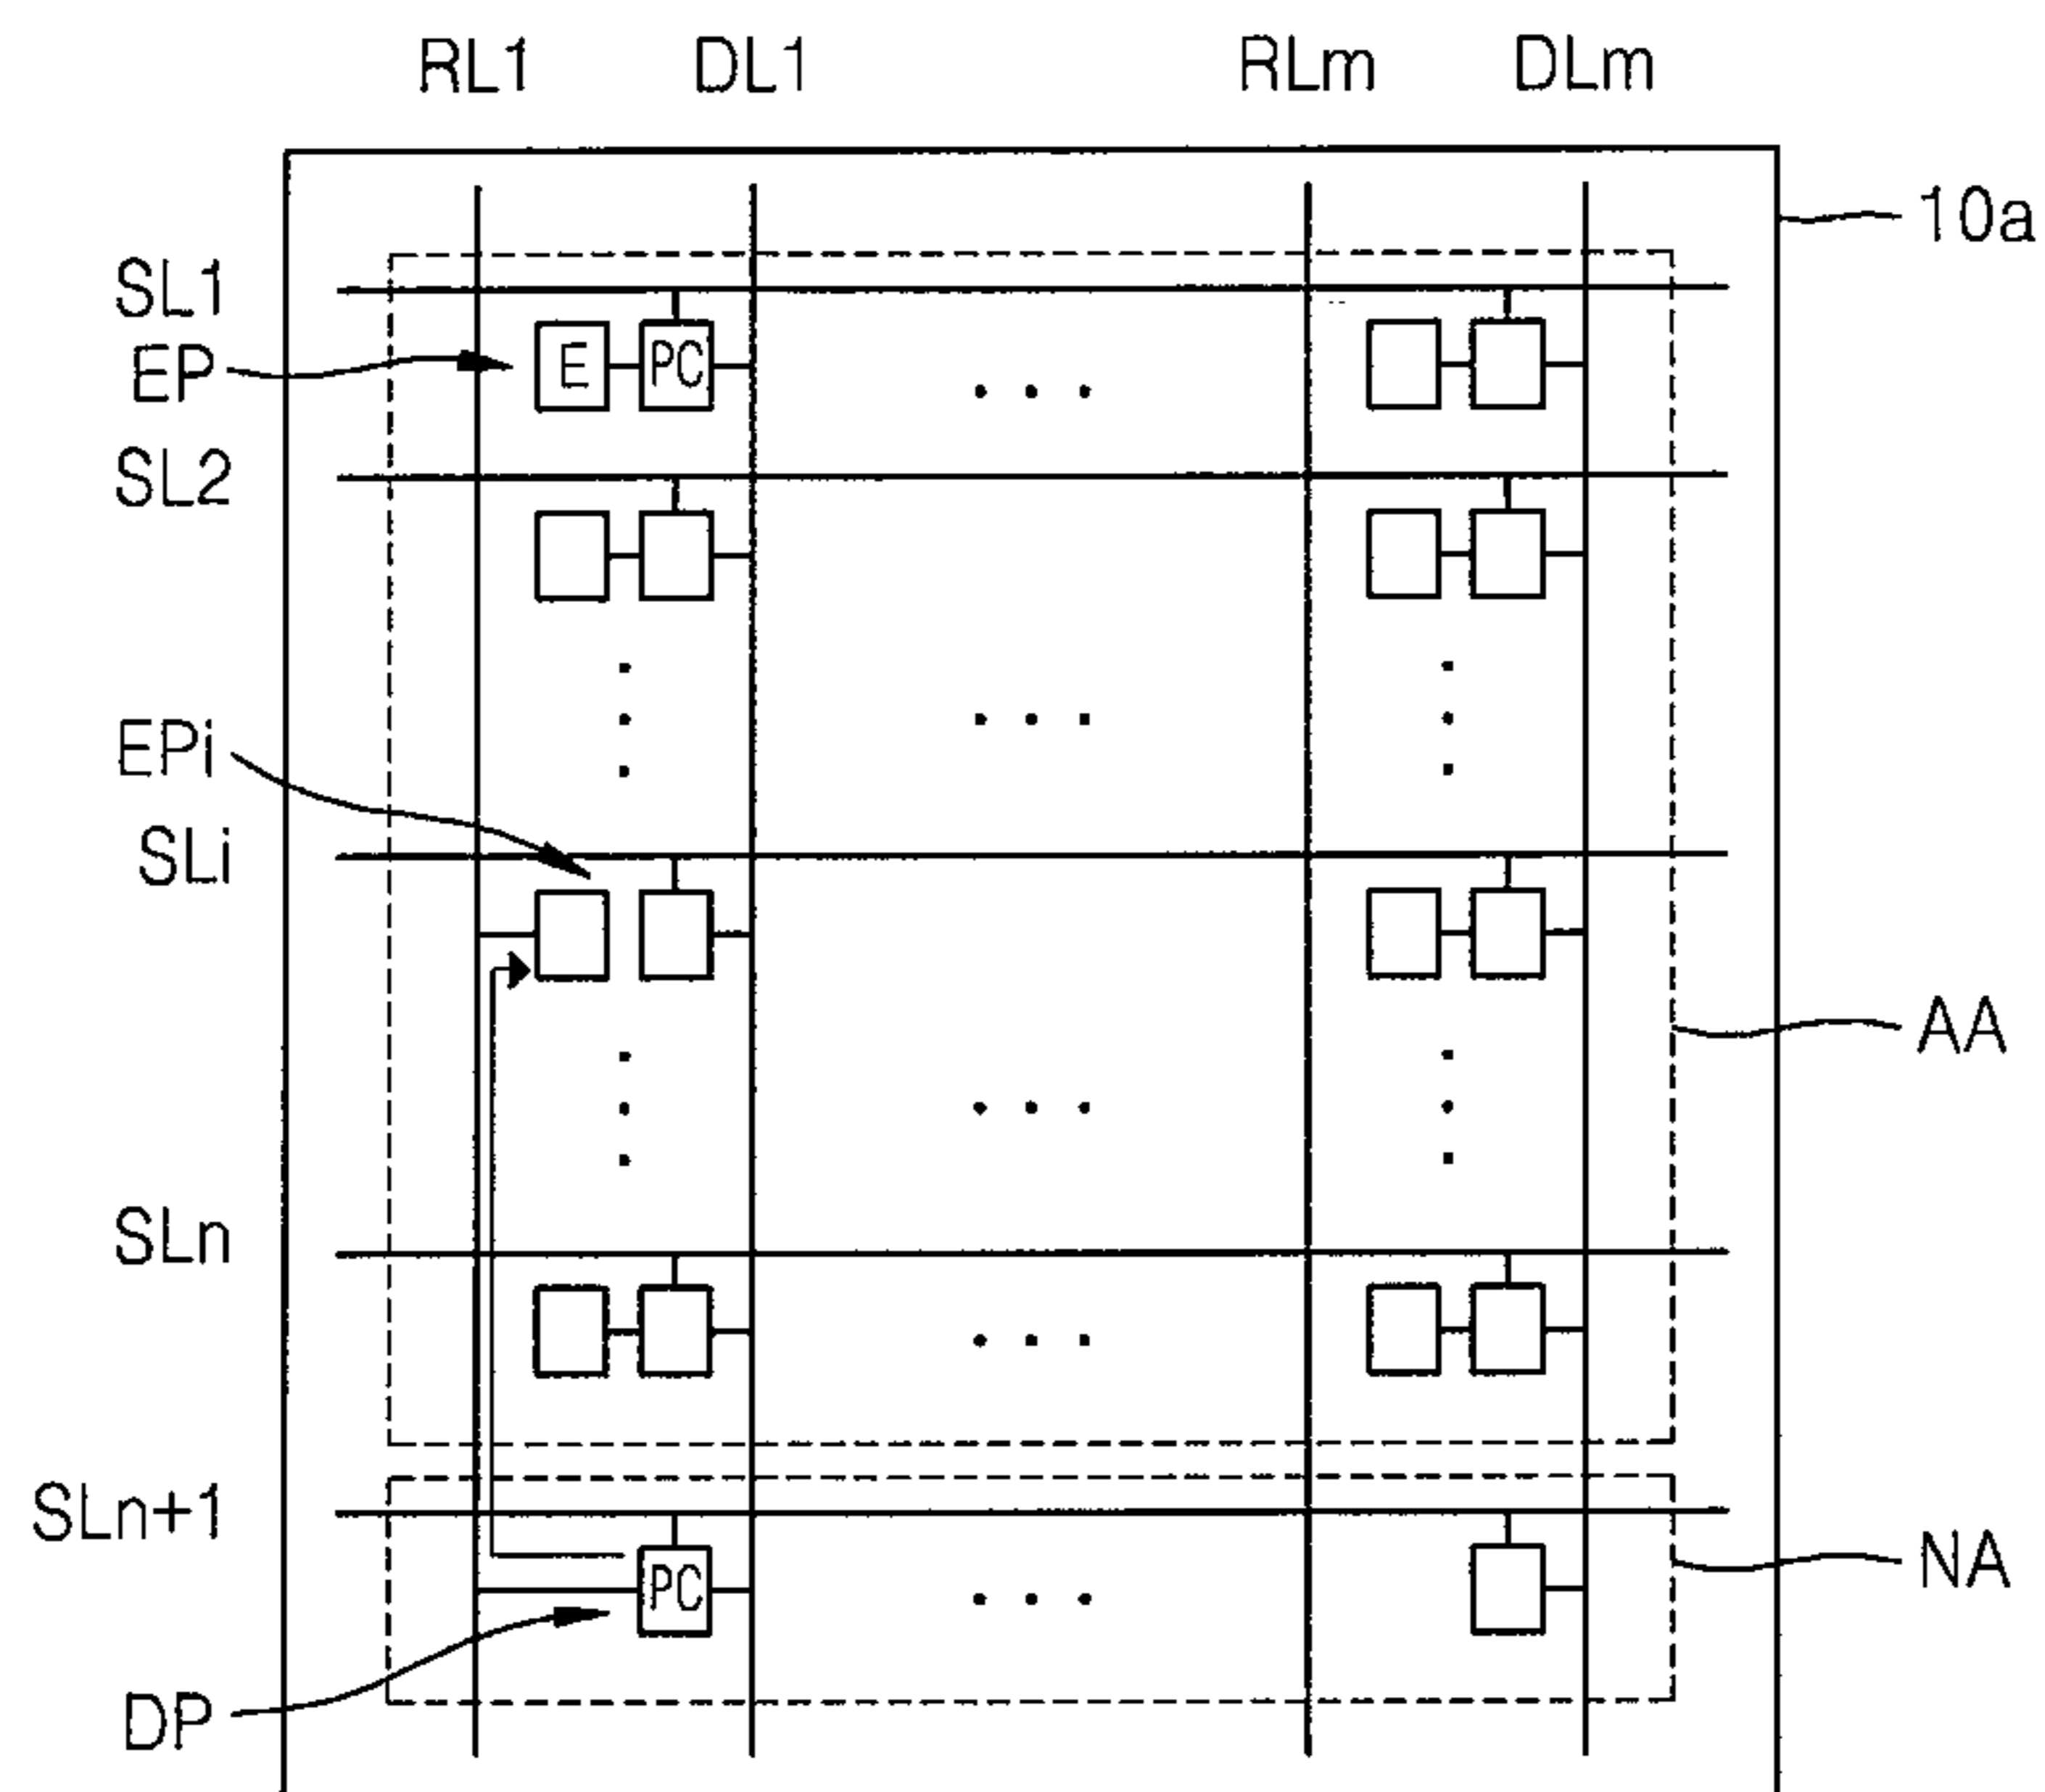 RL1 DL1 RLm DLm
10a
SL1
EP E PC
SL2
EPi
SLi
AA
SLn
SLn+1
PC NA
DP